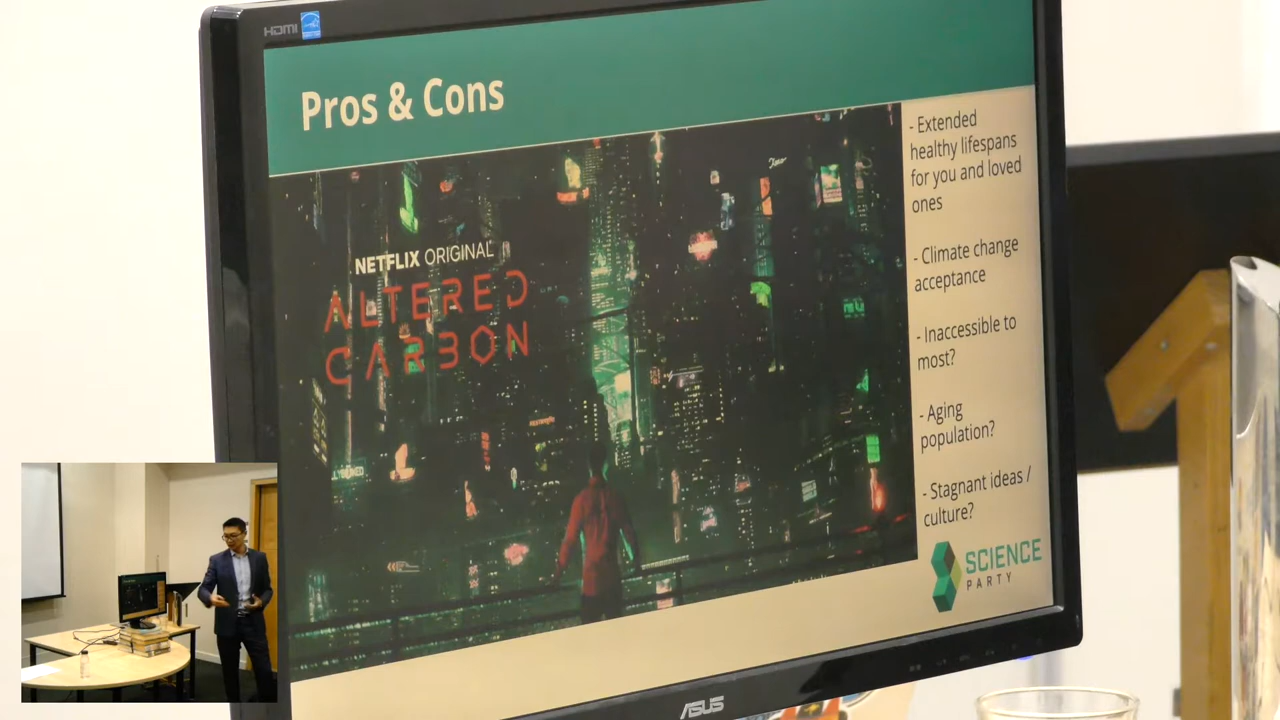 HDMI
Pros & Cons
NETFLIX ORIGINAL
ALTERED
CARBON
- Extended
healthy lifespans
for you and loved
ones
- Climate change
acceptance
- Inaccessible to
most?
- Aging
population?
- Stagnant ideas /
culture?
SCIENCE
PARTY
ASUS